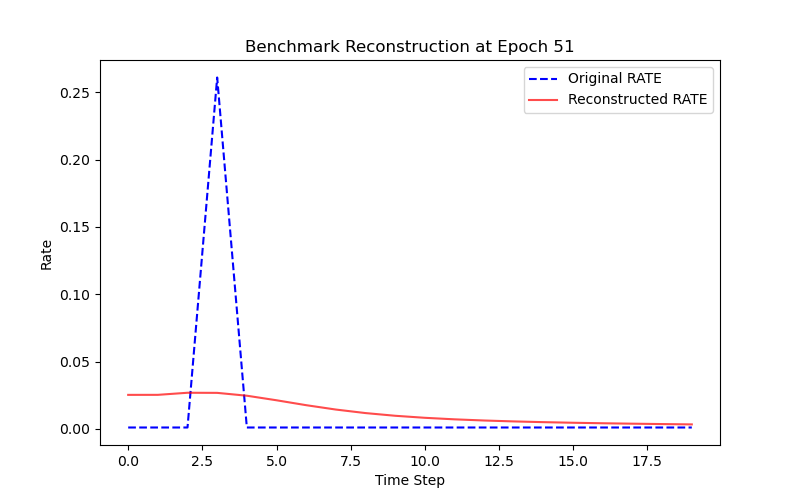 Benchmark Reconstruction at Epoch 51
Original RATE
Reconstructed RATE
Rate
0.25
0.20
0.15
0.10
0.05
0.00
0.0 2.5 5.0 7.5 10.0 12.5 15.0 17.5
Time Step